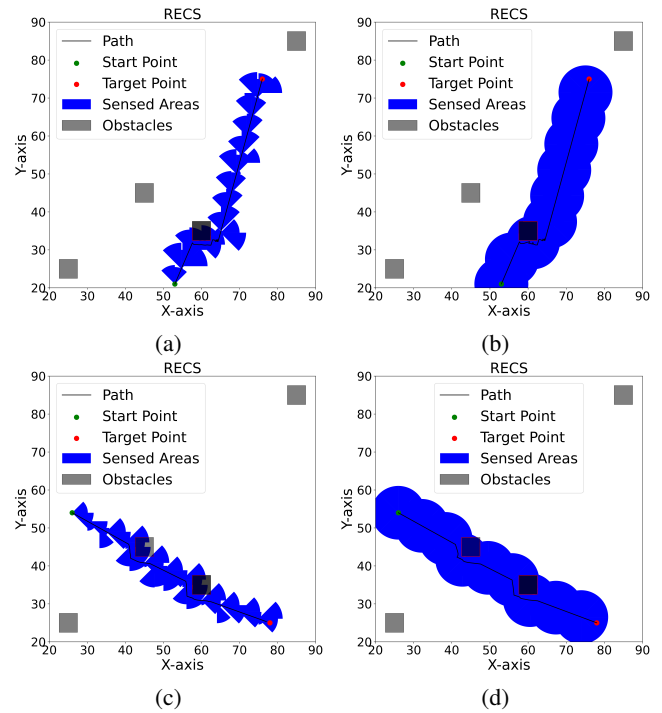 RECS
90
80
70
60
50
40
30
20
Y-axis
Path
Start Point
Target Point
Sensed Areas
Obstacles
20 30 40 50 60 70 80 90
X-axis
(a)
RECS
90
80
70
60
50
40
30
20
Y-axis
Path
Start Point
Target Point
Sensed Areas
Obstacles
20 30 40 50 60 70 80 90
X-axis
(b)
RECS
90
80
70
60
50
40
30
20
Y-axis
Path
Start Point
Target Point
Sensed Areas
Obstacles
20 30 40 50 60 70 80 90
X-axis
(c)
RECS
90
80
70
60
50
40
30
20
Y-axis
Path
Start Point
Target Point
Sensed Areas
Obstacles
20 30 40 50 60 70 80 90
X-axis
(d)